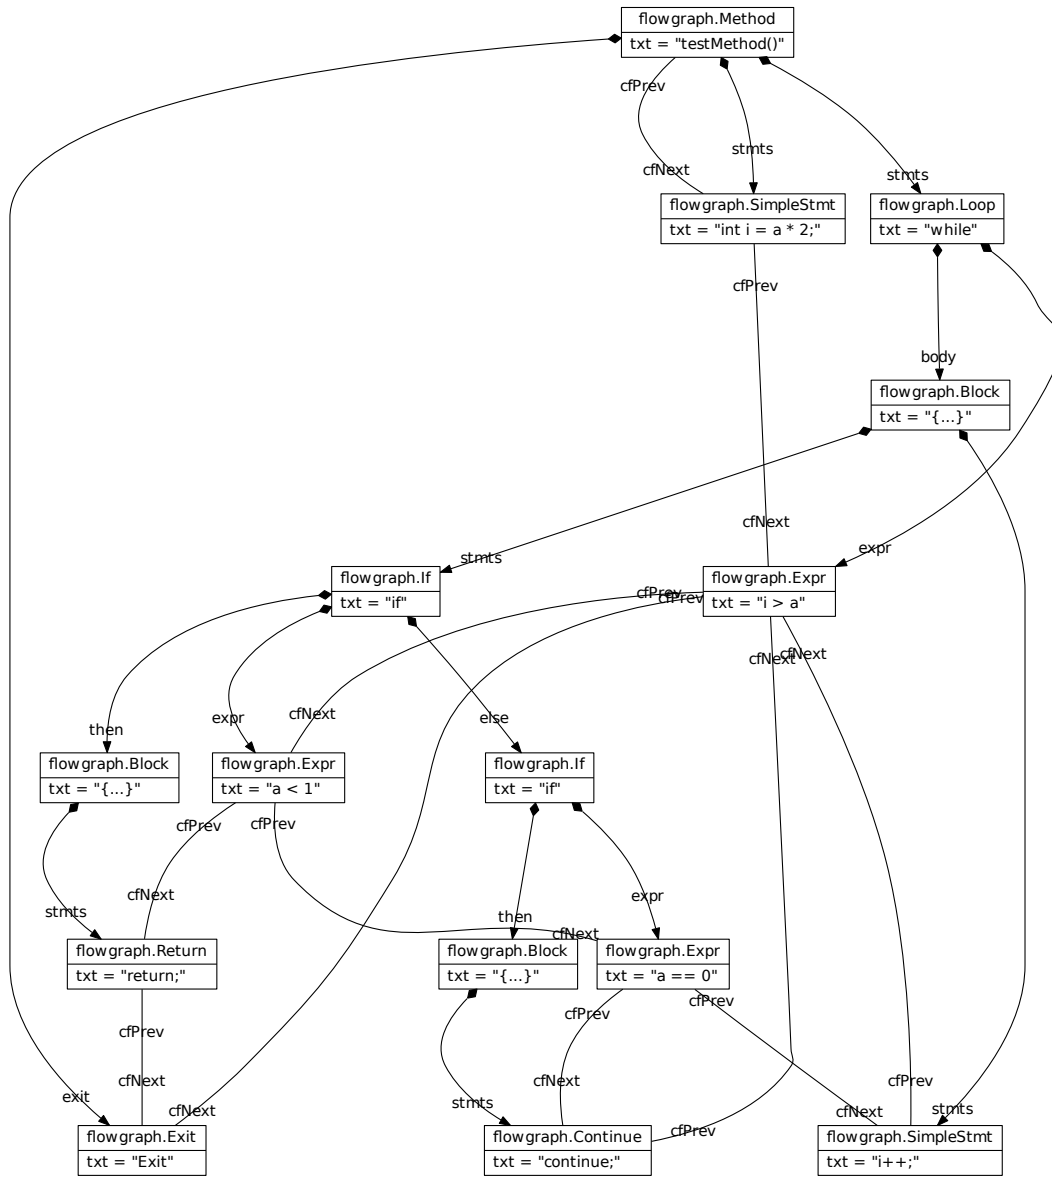 flowgraph.Method
txt = "testMethod()"
cfPrev
stmts
cfNext
stmts
flowgraph.SimpleStmt
txt = "int i = a * 2;"
flowgraph.Loop
txt = "while"
cfPrev
body
flowgraph.Block
txt = "{...}"
cfNext
stmts
expr
flowgraph.If
txt = "if"
flowgraph.Expr
txt = "i > a"
cfPrev
cfPrev
cfNext
cfNext
then
expr
cfNext
else
flowgraph.Block
txt = "{...}"
flowgraph.Expr
txt = "a < 1"
flowgraph.If
txt = "if"
cfPrev
cfPrev
stmts
cfNext
then
expr
cfNext
flowgraph.Return
txt = "return;"
flowgraph.Block
txt = "{...}"
flowgraph.Expr
txt = "a == 0"
cfPrev
cfPrev
cfPrev
exit
cfNext
cfNext
stmts
cfNext
cfPrev
cfPrev
cfNext
stmts
flowgraph.Exit
txt = "Exit"
flowgraph.Continue
txt = "continue;"
flowgraph.SimpleStmt
txt = "i++;"